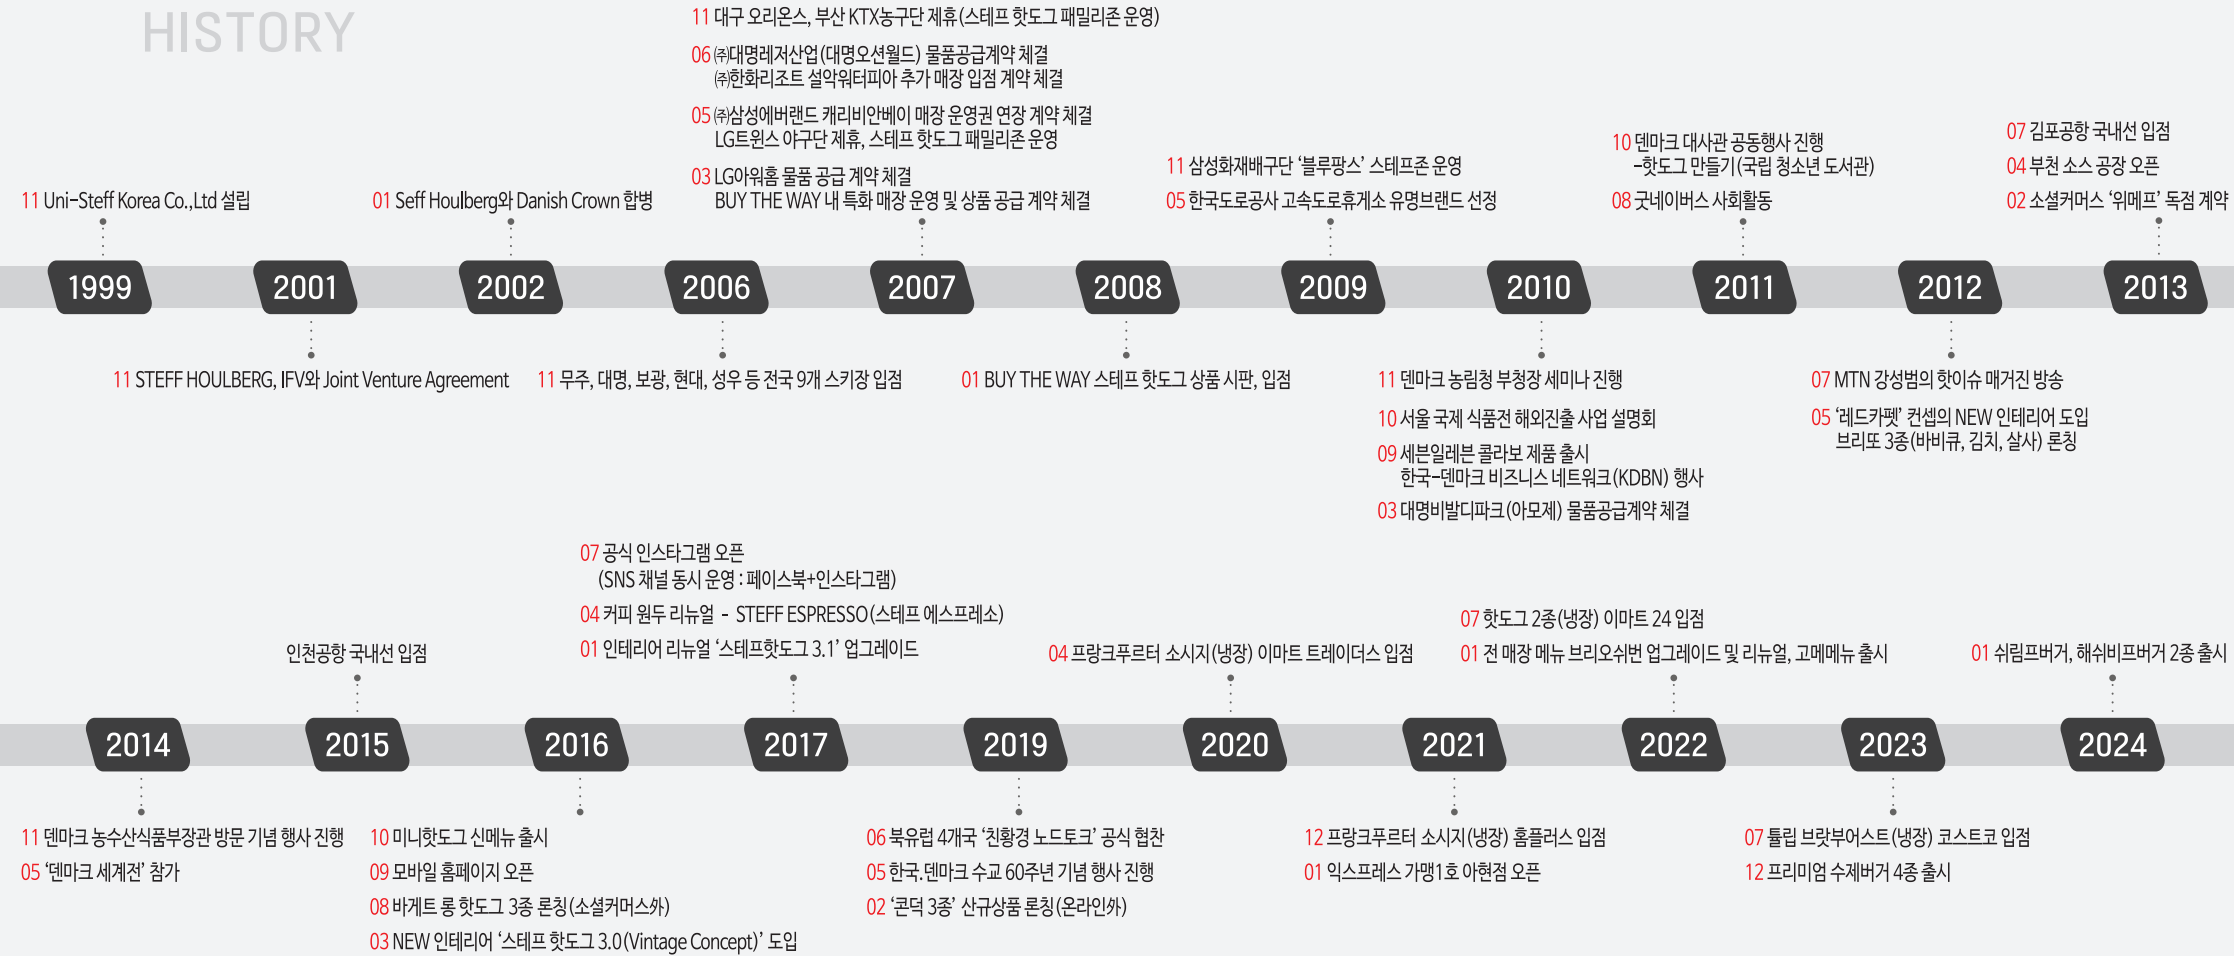 HISTORY
11 Uni-Steff Korea Co.,Ltd 설립
1999
11 STEFF HOULBERG, IFV와 Joint Venture Agreement
2001
01 Seff Houlberg와 Danish Crown 합병
2002
11 무주, 대명, 보광, 현대, 성우 등 전국 9개 스키장 입점
2006
11 대구 오리온스, 부산 KTX농구단 제휴(스테프 핫도그 패밀리존 운영)
06 ㈜대명레저산업(대명오션월드) 물품공급계약 체결
㈜한화리조트 설악워터피아 추가 매장 입점 계약 체결
05 ㈜삼성에버랜드 캐리비안베이 매장 운영권 연장 계약 체결
LG트윈스 야구단 제휴, 스테프 핫도그 패밀리존 운영
03 LG아워홈 물품 공급 계약 체결
BUY THE WAY 내 특화 매장 운영 및 상품 공급 계약 체결
2007
01 BUY THE WAY 스테프 핫도그 상품 시판, 입점
2008
11 삼성화재배구단 ‘블루팡스’ 스테프존 운영
05 한국도로공사 고속도로휴게소 유명브랜드 선정
2009
11 덴마크 농림청 부청장 세미나 진행
10 서울 국제 식품전 해외진출 사업 설명회
09 세븐일레븐 콜라보 제품 출시
한국-덴마크 비즈니스 네트워크(KDBN) 행사
03 대명비발디파크(아모제) 물품공급계약 체결
2010
10 덴마크 대사관 공동행사 진행
-핫도그 만들기(국립 청소년 도서관)
08 굿네이버스 사회활동
2011
07 MTN 강성범의 핫이슈 매거진 방송
05 ‘레드카펫’ 컨셉의 NEW 인테리어 도입
브리또 3종(바비큐, 김치, 살사) 론칭
2012
07 김포공항 국내선 입점
04 부천 소스 공장 오픈
02 소셜커머스 ‘위메프’ 독점 계약
2013
11 덴마크 농수산식품부장관 방문 기념 행사 진행
05 ‘덴마크 세계전’ 참가
2014
인천공항 국내선 입점
2015
10 미니핫도그 신메뉴 출시
09 모바일 홈페이지 오픈
08 바게트 롱 핫도그 3종 론칭(소셜커머스外)
03 NEW 인테리어 ‘스테프 핫도그 3.0(Vintage Concept)’ 도입
2016
07 공식 인스타그램 오픈
(SNS 채널 동시 운영 : 페이스북+인스타그램)
04 커피 원두 리뉴얼 - STEFF ESPRESSO(스테프 에스프레소)
01 인테리어 리뉴얼 ‘스테프핫도그 3.1’ 업그레이드
2017
06 북유럽 4개국 ‘친황경 노드토크’ 공식 협찬
05 한국.덴마크 수교 60주년 기념 행사 진행
02 ‘콘덕 3종’ 산규상품 론칭(온라인外)
2019
04 프랑크푸르터 소시지(냉장) 이마트 트레이더스 입점
2020
12 프랑크푸르터 소시지(냉장) 홈플러스 입점
01 익스프레스 가맹1호 아현점 오픈
2021
07 핫도그 2종(냉장) 이마트 24 입점
01 전 매장 메뉴 브리오쉬번 업그레이드 및 리뉴얼, 고메메뉴 출시
2022
07 튤립 브랏부어스트(냉장) 코스트코 입점
12 프리미엄 수제버거 4종 출시
2023
01 쉬림프버거, 해쉬비프버거 2종 출시
2024